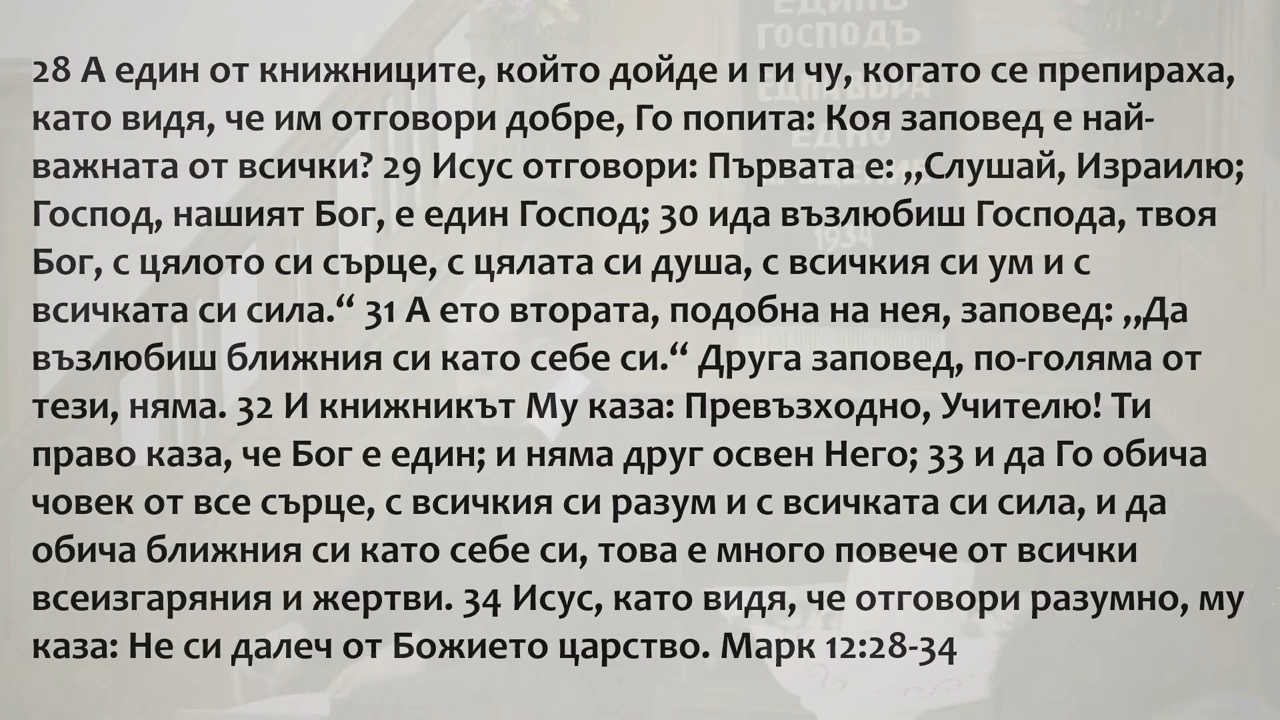 ЕДИНЪ
ГОСПОДЪ
ЕДНА ВѢРА
ЕДНО
1934
28 А един от книжниците, който дойде и ги чу, когато се препираха,
като видя, че им отговори добре, Го попита: Коя заповед е най-
важната от всички? 29 Исус отговори: Първата е: „Слушай, Израилю;
Господ, нашият Бог, е един Господ; 30 ида възлюбиш Господа, твоя
Бог, с цялото си сърце, с цялата си душа, с всичкия си ум и с
всичката си сила.“ 31 А ето втората, подобна на нея, заповед: „Да
възлюбиш ближния си като себе си.“ Друга заповед, по-голяма от
тези, няма. 32 И книжникът Му каза: Превъзходно, Учителю! Ти
право каза, че Бог е един; и няма друг освен Него; 33 и да Го обича
човек от все сърце, с всичкия си разум и с всичката си сила, и да
обича ближния си като себе си, това е много повече от всички
всеизгаряния и жертви. 34 Исус, като видя, че отговори разумно, му
каза: Не си далеч от Божието царство. Марк 12:28-34